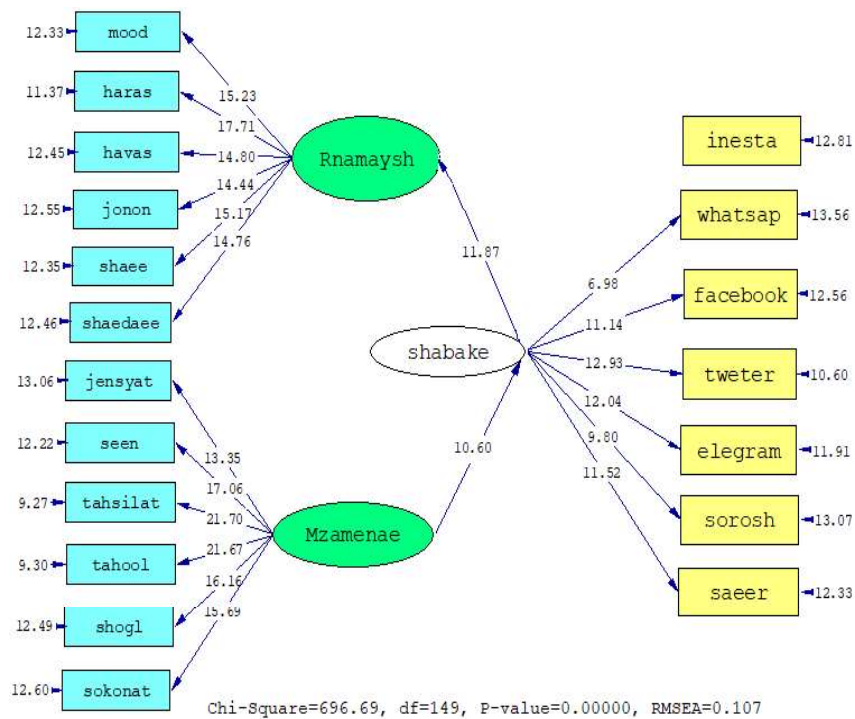 12.33 mood
11.37 haras
12.45 havas
12.55 jonon
12.35 shaee
12.46 shaedaee
13.06 jensyat
12.22 seen
9.27 tahsilat
9.30 tahool
12.49 shogl
12.60 sokonat
15.23
17.71
14.80
14.44
15.17
14.76
Rnamaysh
13.35
17.06
21.70
21.67
16.16
15.69
Mzamenae
11.87
shabake
10.60
6.98
11.14
12.93
12.04
9.80
11.52
inesta 12.81
whatsap 13.56
facebook 12.56
tweter 10.60
elegram 11.91
sorosh 13.07
saeer 12.33
Chi-Square=696.69, df=149, P-value=0.00000, RMSEA=0.107